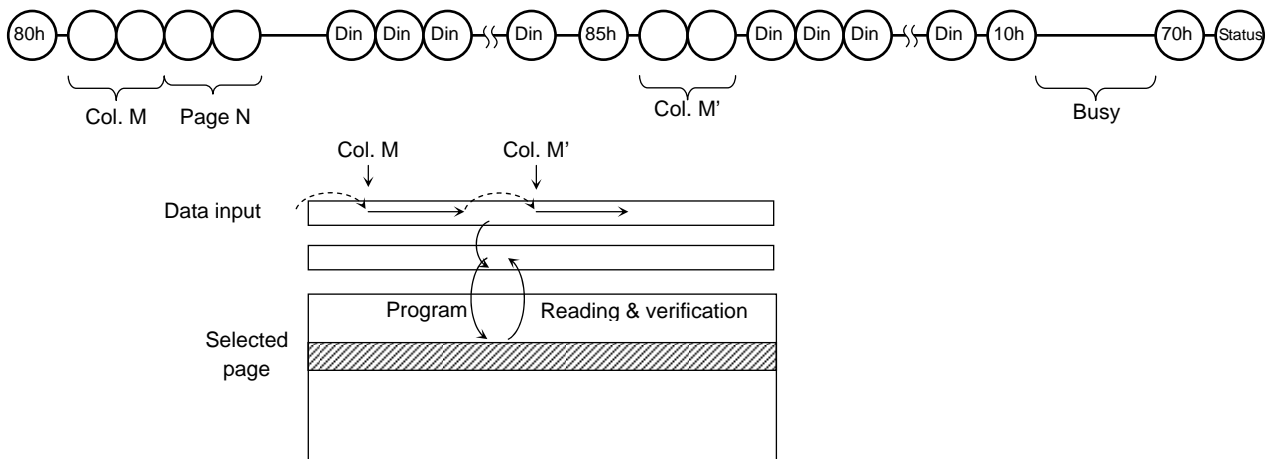 80h Din Din Din Din 85h Din Din Din Din 10h 70h Status
Col. M Page N Col. M' Busy
Col. M Col. M'
Data input
Program Reading & verification
Selected
page